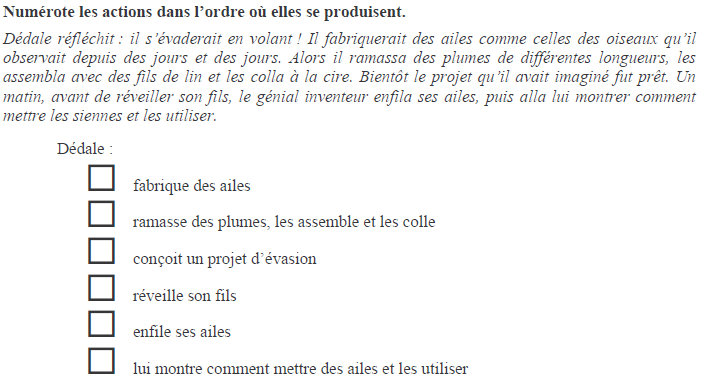 Numérote les actions dans l’ordre où elles se produisent.
Dédale réfléchit : il s’évaderait en volant ! Il fabriquerait des ailes comme celles des oiseaux qu’il
observait depuis des jours et des jours. Alors il ramassa des plumes de différentes longueurs, les
assembla avec des fils de lin et les colla à la cire. Bientôt le projet qu’il avait imaginé fut prêt. Un
matin, avant de réveiller son fils, le génial inventeur enfila ses ailes, puis alla lui montrer comment
mettre les siennes et les utiliser.
Dédale :
fabrique des ailes
ramasse des plumes, les assemble et les colle
conçoit un projet d’évasion
réveille son fils
enfile ses ailes
lui montre comment mettre des ailes et les utiliser